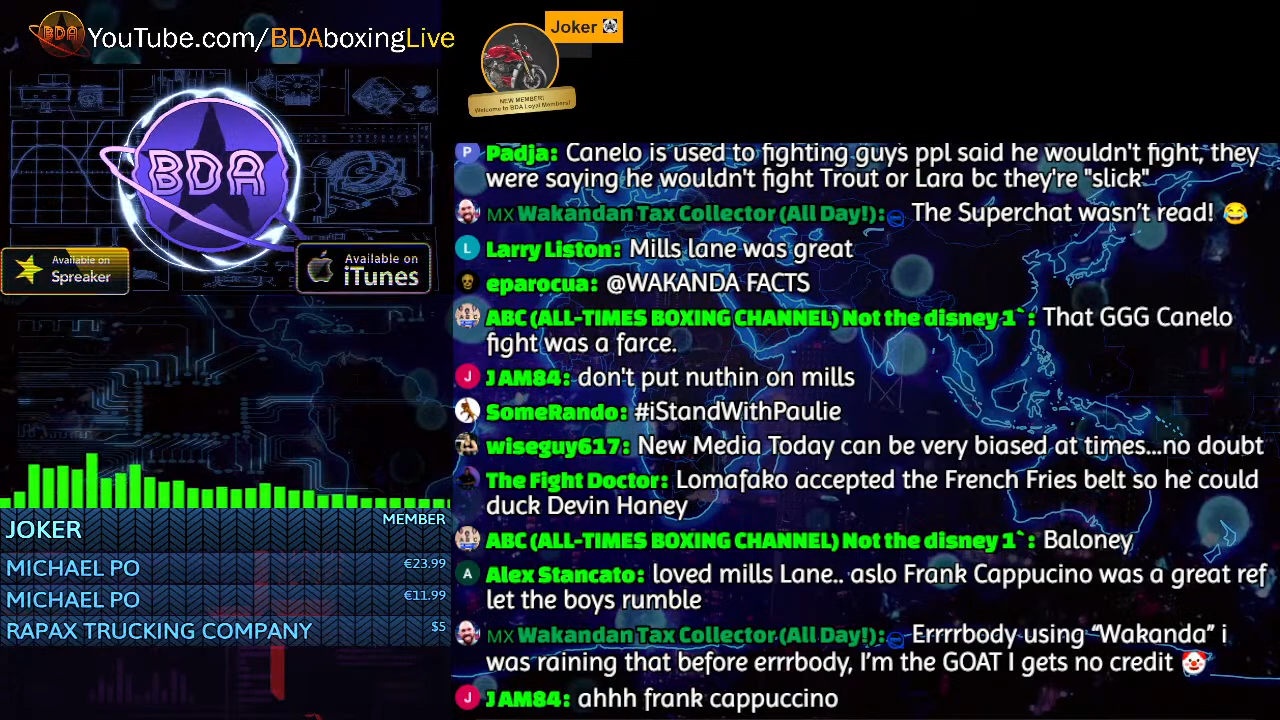 YouTube.com/BDAboxingLive
BDA
Available on
Spreaker
Available on
iTunes
JOKER MEMBER
MICHAEL PO €23.99
MICHAEL PO €11.99
RAPAX TRUCKING COMPANY $5
Joker
NEW MEMBER!
Welcome to BDA Loyal Members!
P Padja: Canelo is used to fighting guys ppl said he wouldn't fight, they
were saying he wouldn't fight Trout or Lara bc they're "slick"
MX Wakandan Tax Collector (All Day!): The Superchat wasn’t read! 😂
L Larry Liston: Mills lane was great
eparocua: @WAKANDA FACTS
ABC (ALL-TIMES BOXING CHANNEL) Not the disney 1`: That GGG Canelo
fight was a farce.
J JAM84: don't put nuthin on mills
SomeRando: #iStandWithPaulie
wiseguy617: New Media Today can be very biased at times...no doubt
The Fight Doctor: Lomafako accepted the French Fries belt so he could
duck Devin Haney
ABC (ALL-TIMES BOXING CHANNEL) Not the disney 1`: Baloney
A Alex Stancato: loved mills Lane.. aslo Frank Cappucino was a great ref
let the boys rumble
MX Wakandan Tax Collector (All Day!): Errrrbody using “Wakanda” i
was raining that before errrbody, I’m the GOAT I gets no credit 🤡
J JAM84: ahhh frank cappuccino